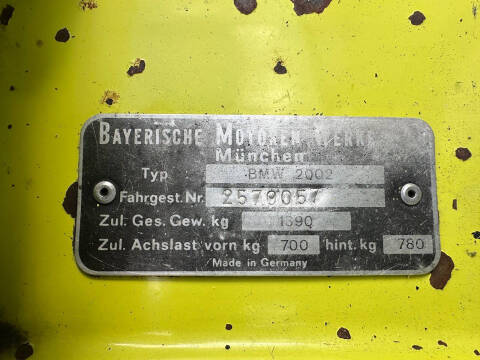 BAYERISCHE MOTOREN WERKE
München
Typ BMW 2002
Fahrgest. Nr. 2579057
Zul. Ges. Gew. kg 1390
Zul. Achslast vorn kg 700 hint. kg 780
Made in Germany